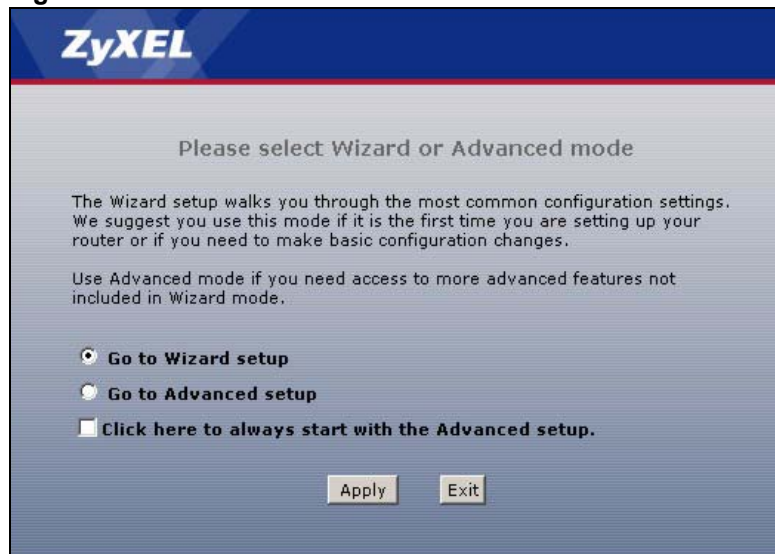 ZyXEL
Please select Wizard or Advanced mode
The Wizard setup walks you through the most common configuration settings.
We suggest you use this mode if it is the first time you are setting up your
router or if you need to make basic configuration changes.
Use Advanced mode if you need access to more advanced features not
included in Wizard mode.
Go to Wizard setup
Go to Advanced setup
Click here to always start with the Advanced setup.
Apply Exit